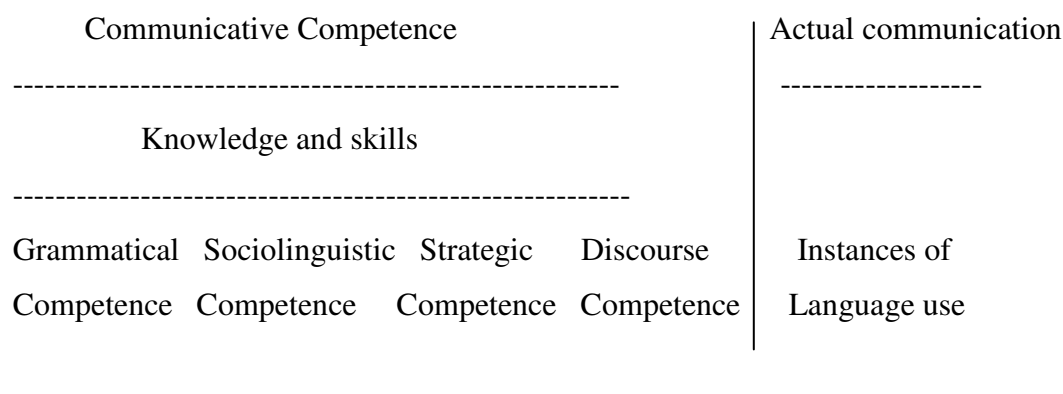 Communicative Competence Actual communication
---------------------------------------------------------- -------------------
Knowledge and skills
-----------------------------------------------------------
Grammatical Sociolinguistic Strategic Discourse Instances of
Competence Competence Competence Competence Language use